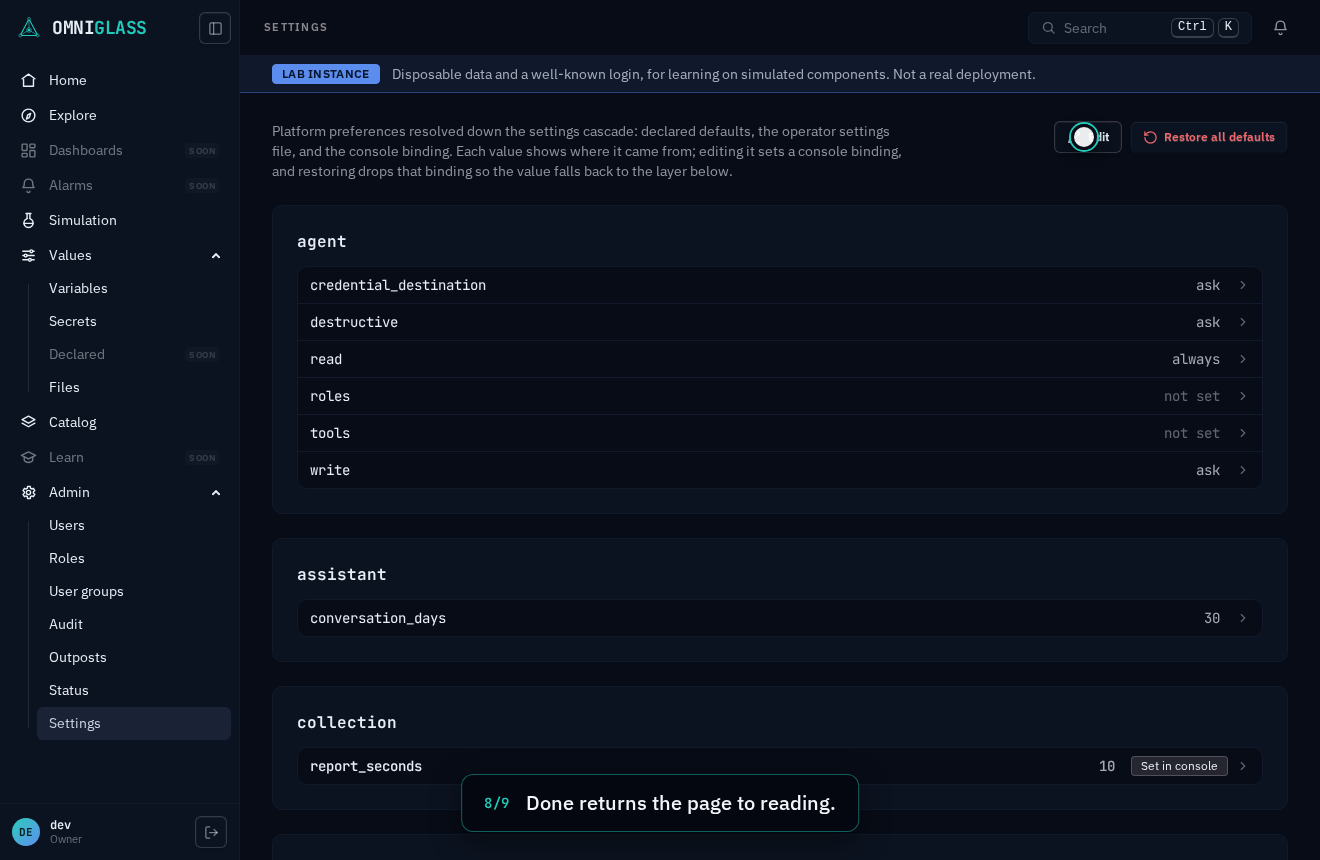 OMNIGLASS
SETTINGS
Search
Ctrl K
Home
Explore
Dashboards SOON
Alarms SOON
Simulation
Values
Variables
Secrets
Declared SOON
Files
Catalog
Learn SOON
Admin
Users
Roles
User groups
Audit
Outposts
Status
Settings
DE
dev
Owner
LAB INSTANCE Disposable data and a well-known login, for learning on simulated components. Not a real deployment.
Platform preferences resolved down the settings cascade: declared defaults, the operator settings
file, and the console binding. Each value shows where it came from; editing it sets a console binding,
and restoring drops that binding so the value falls back to the layer below.
Restore all defaults
agent
credential_destination ask
destructive ask
read always
roles not set
tools not set
write ask
assistant
conversation_days 30
collection
report_seconds 10 Set in console
8/9 Done returns the page to reading.